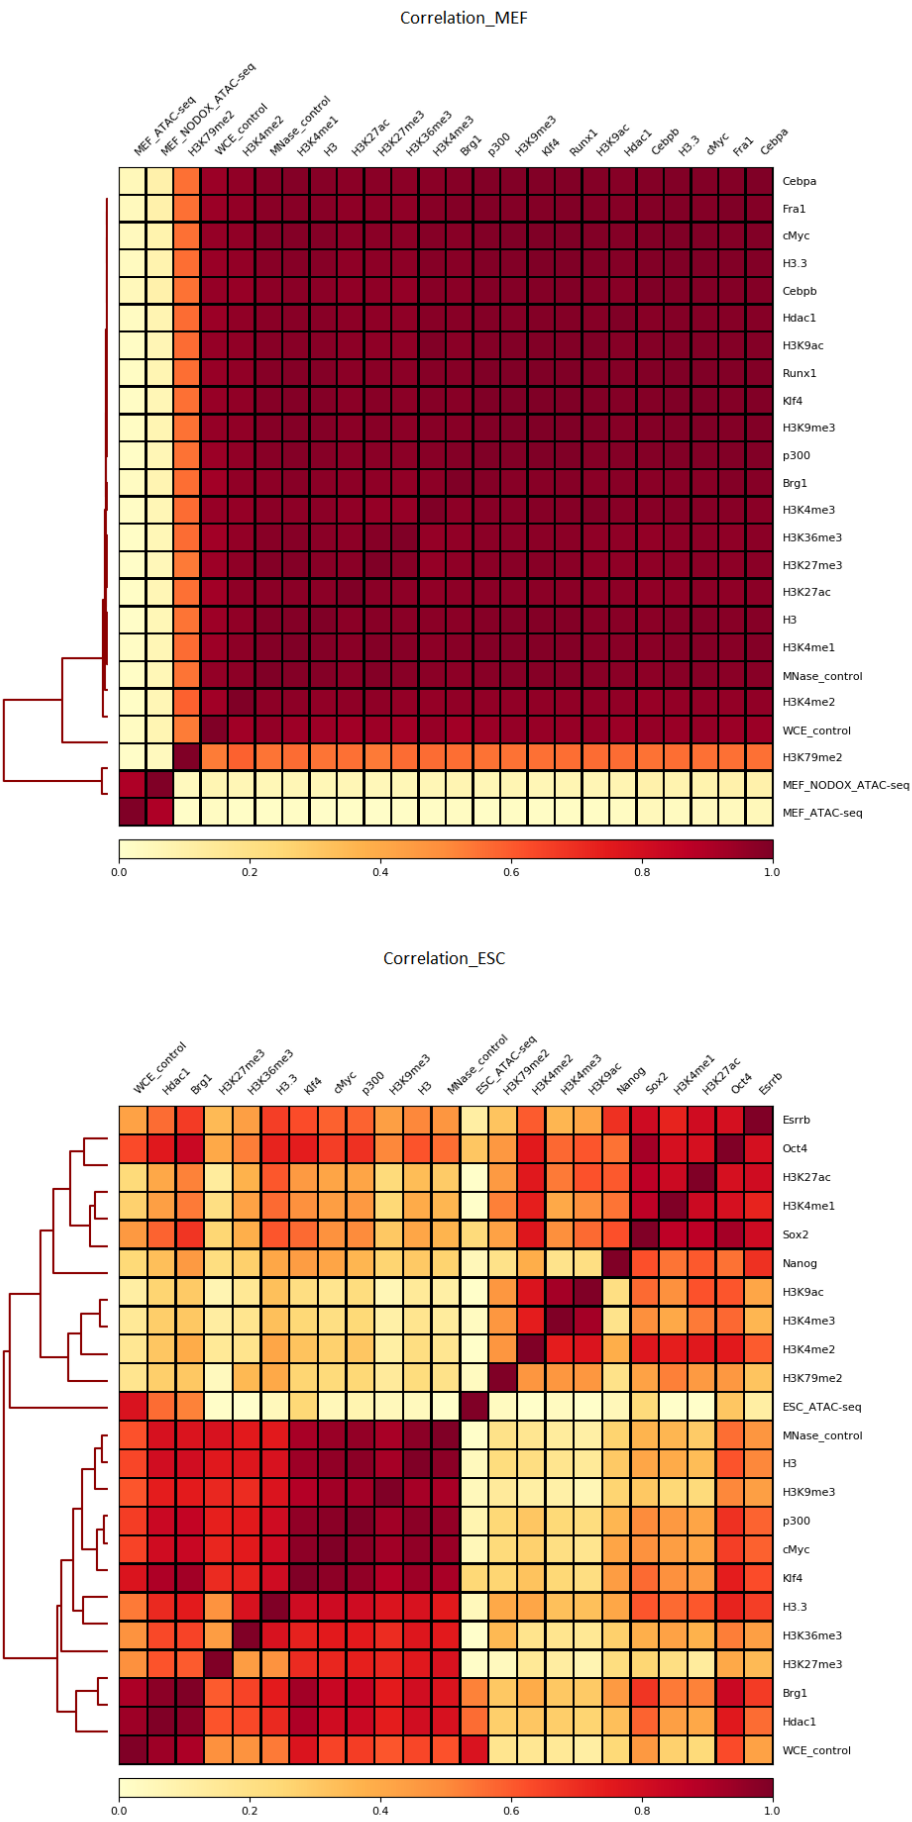 Correlation_MEF
MEF_ATAC-seq
MEF_NODOX_ATAC-seq
H3K79me2
WCE_control
H3K4me2
MNase_control
H3K4me1
H3
H3K27ac
H3K27me3
H3K36me3
H3K4me3
Brg1
p300
H3K9me3
Klf4
Runx1
H3K9ac
Hdac1
Cebpb
H3.3
cMyc
Fra1
Cebpa
Cebpa
Fra1
cMyc
H3.3
Cebpb
Hdac1
H3K9ac
Runx1
Klf4
H3K9me3
p300
Brg1
H3K4me3
H3K36me3
H3K27me3
H3K27ac
H3
H3K4me1
MNase_control
H3K4me2
WCE_control
H3K79me2
MEF_NODOX_ATAC-seq
MEF_ATAC-seq
0.0 0.2 0.4 0.6 0.8 1.0
Correlation_ESC
WCE_control
Hdac1
Brg1
H3K27me3
H3K36me3
H3.3
Klf4
cMyc
p300
H3K9me3
H3
MNase_control
ESC_ATAC-seq
H3K79me2
H3K4me2
H3K4me3
H3K9ac
Nanog
Sox2
H3K4me1
H3K27ac
Oct4
Esrrb
Esrrb
Oct4
H3K27ac
H3K4me1
Sox2
Nanog
H3K9ac
H3K4me3
H3K4me2
H3K79me2
ESC_ATAC-seq
MNase_control
H3
H3K9me3
p300
cMyc
Klf4
H3.3
H3K36me3
H3K27me3
Brg1
Hdac1
WCE_control
0.0 0.2 0.4 0.6 0.8 1.0